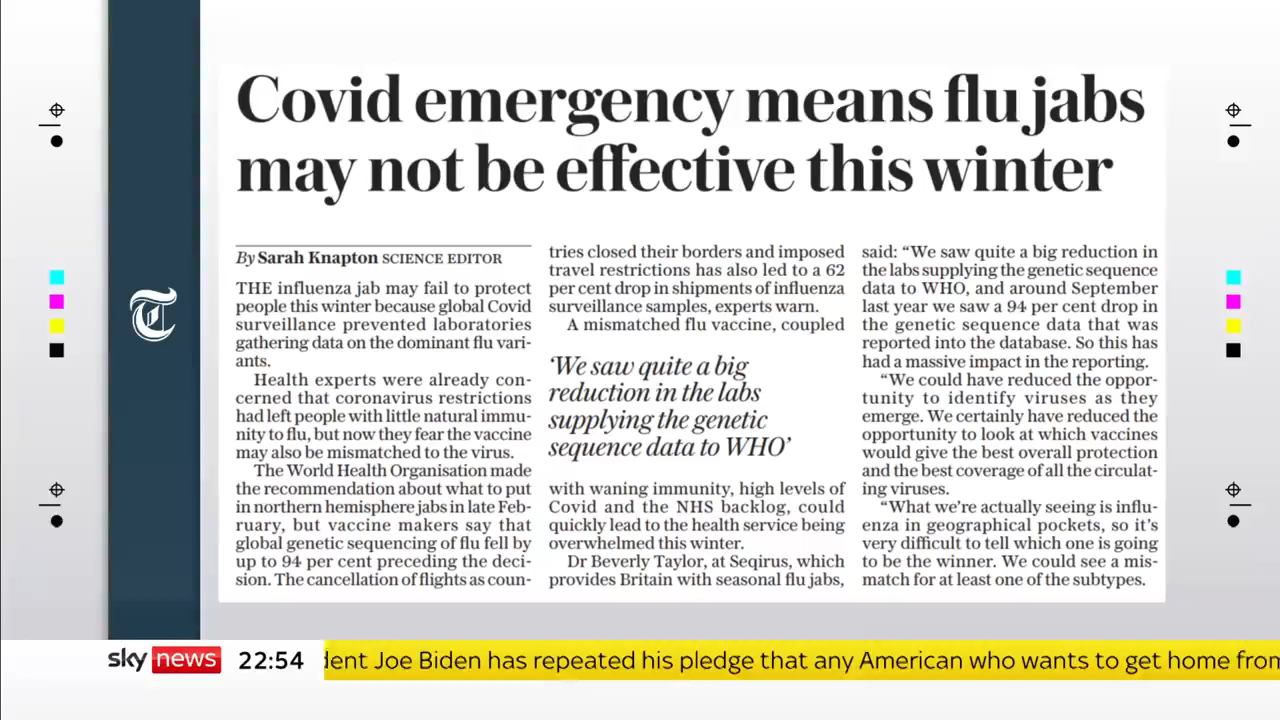 Covid emergency means flu jabs
may not be effective this winter
By Sarah Knapton SCIENCE EDITOR
THE influenza jab may fail to protect
people this winter because global Covid
surveillance prevented laboratories
gathering data on the dominant flu vari-
ants.
Health experts were already con-
cerned that coronavirus restrictions
had left people with little natural immu-
nity to flu, but now they fear the vaccine
may also be mismatched to the virus.
The World Health Organisation made
the recommendation about what to put
in northern hemisphere jabs in late Feb-
ruary, but vaccine makers say that
global genetic sequencing of flu fell by
up to 94 per cent preceding the deci-
sion. The cancellation of flights as coun-
tries closed their borders and imposed
travel restrictions has also led to a 62
per cent drop in shipments of influenza
surveillance samples, experts warn.
A mismatched flu vaccine, coupled
‘We saw quite a big
reduction in the labs
supplying the genetic
sequence data to WHO’
with waning immunity, high levels of
Covid and the NHS backlog, could
quickly lead to the health service being
overwhelmed this winter.
Dr Beverly Taylor, at Seqirus, which
provides Britain with seasonal flu jabs,
said: “We saw quite a big reduction in
the labs supplying the genetic sequence
data to WHO, and around September
last year we saw a 94 per cent drop in
the genetic sequence data that was
reported into the database. So this has
had a massive impact in the reporting.
“We could have reduced the oppor-
tunity to identify viruses as they
emerge. We certainly have reduced the
opportunity to look at which vaccines
would give the best overall protection
and the best coverage of all the circulat-
ing viruses.
“What we’re actually seeing is influ-
enza in geographical pockets, so it’s
very difficult to tell which one is going
to be the winner. We could see a mis-
match for at least one of the subtypes.
T
sky news 22:54 dent Joe Biden has repeated his pledge that any American who wants to get home from